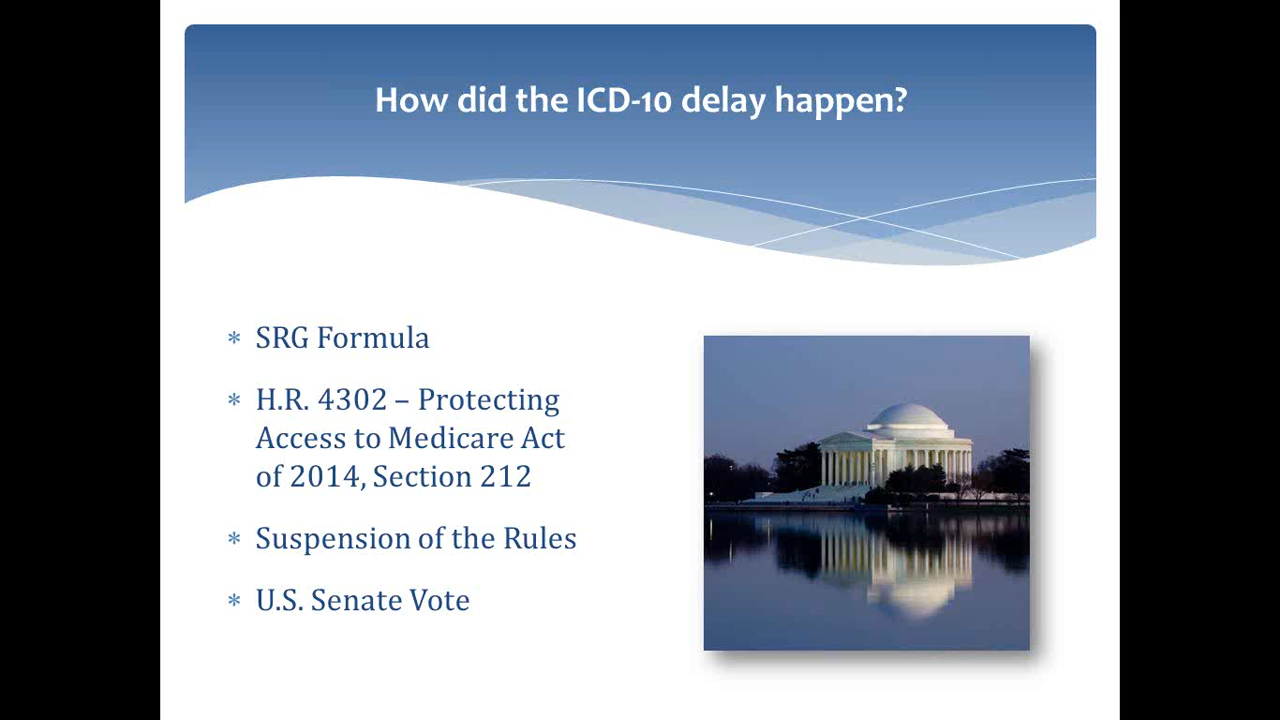 How did the ICD-10 delay happen?
* SRG Formula
* H.R. 4302 – Protecting
Access to Medicare Act
of 2014, Section 212
* Suspension of the Rules
* U.S. Senate Vote